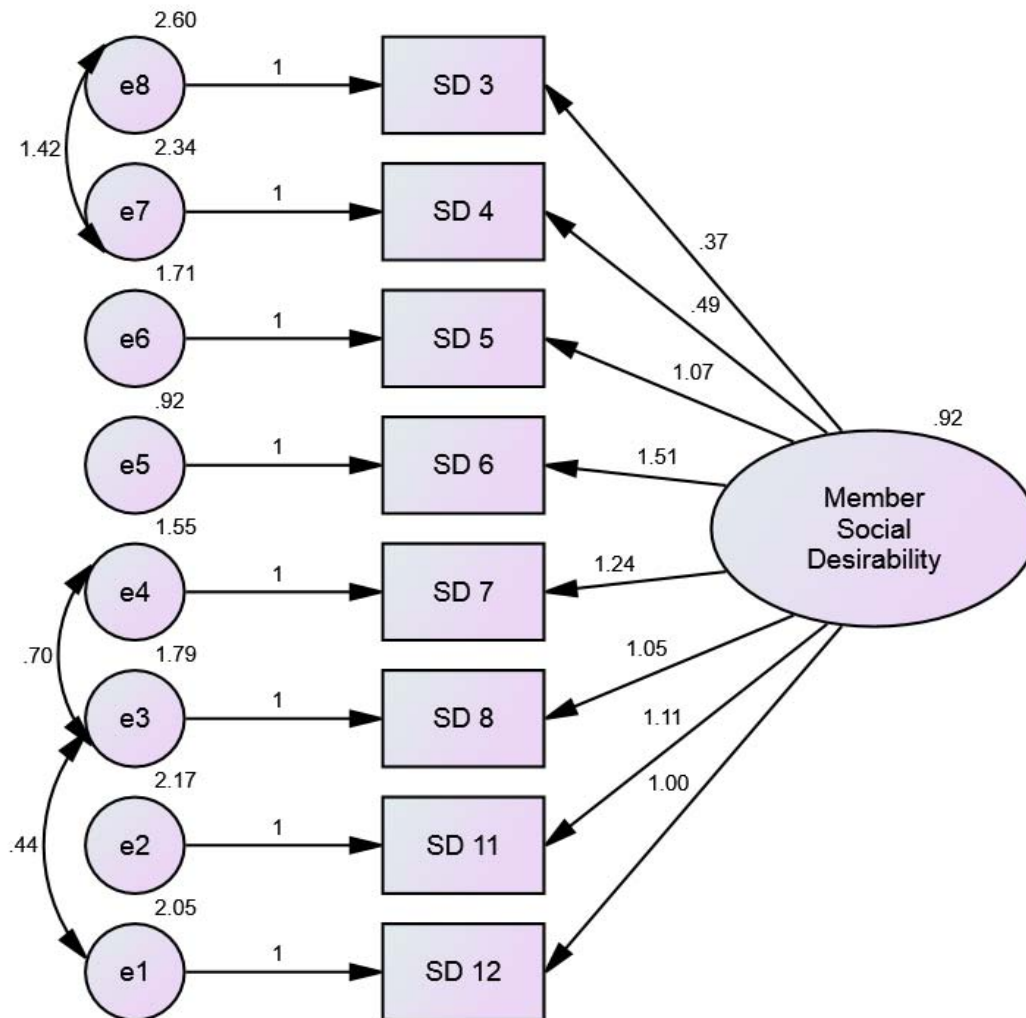 2.60
e8
1
SD 3
1.42
2.34
e7
1
SD 4
.37
.49
1.71
e6
1
SD 5
1.07
.92
e5
1
SD 6
1.51
.92
Member
Social
Desirability
1.55
e4
1
SD 7
1.24
.70
1.79
e3
1
SD 8
1.05
1.11
2.17
e2
1
SD 11
1.00
.44
2.05
e1
1
SD 12